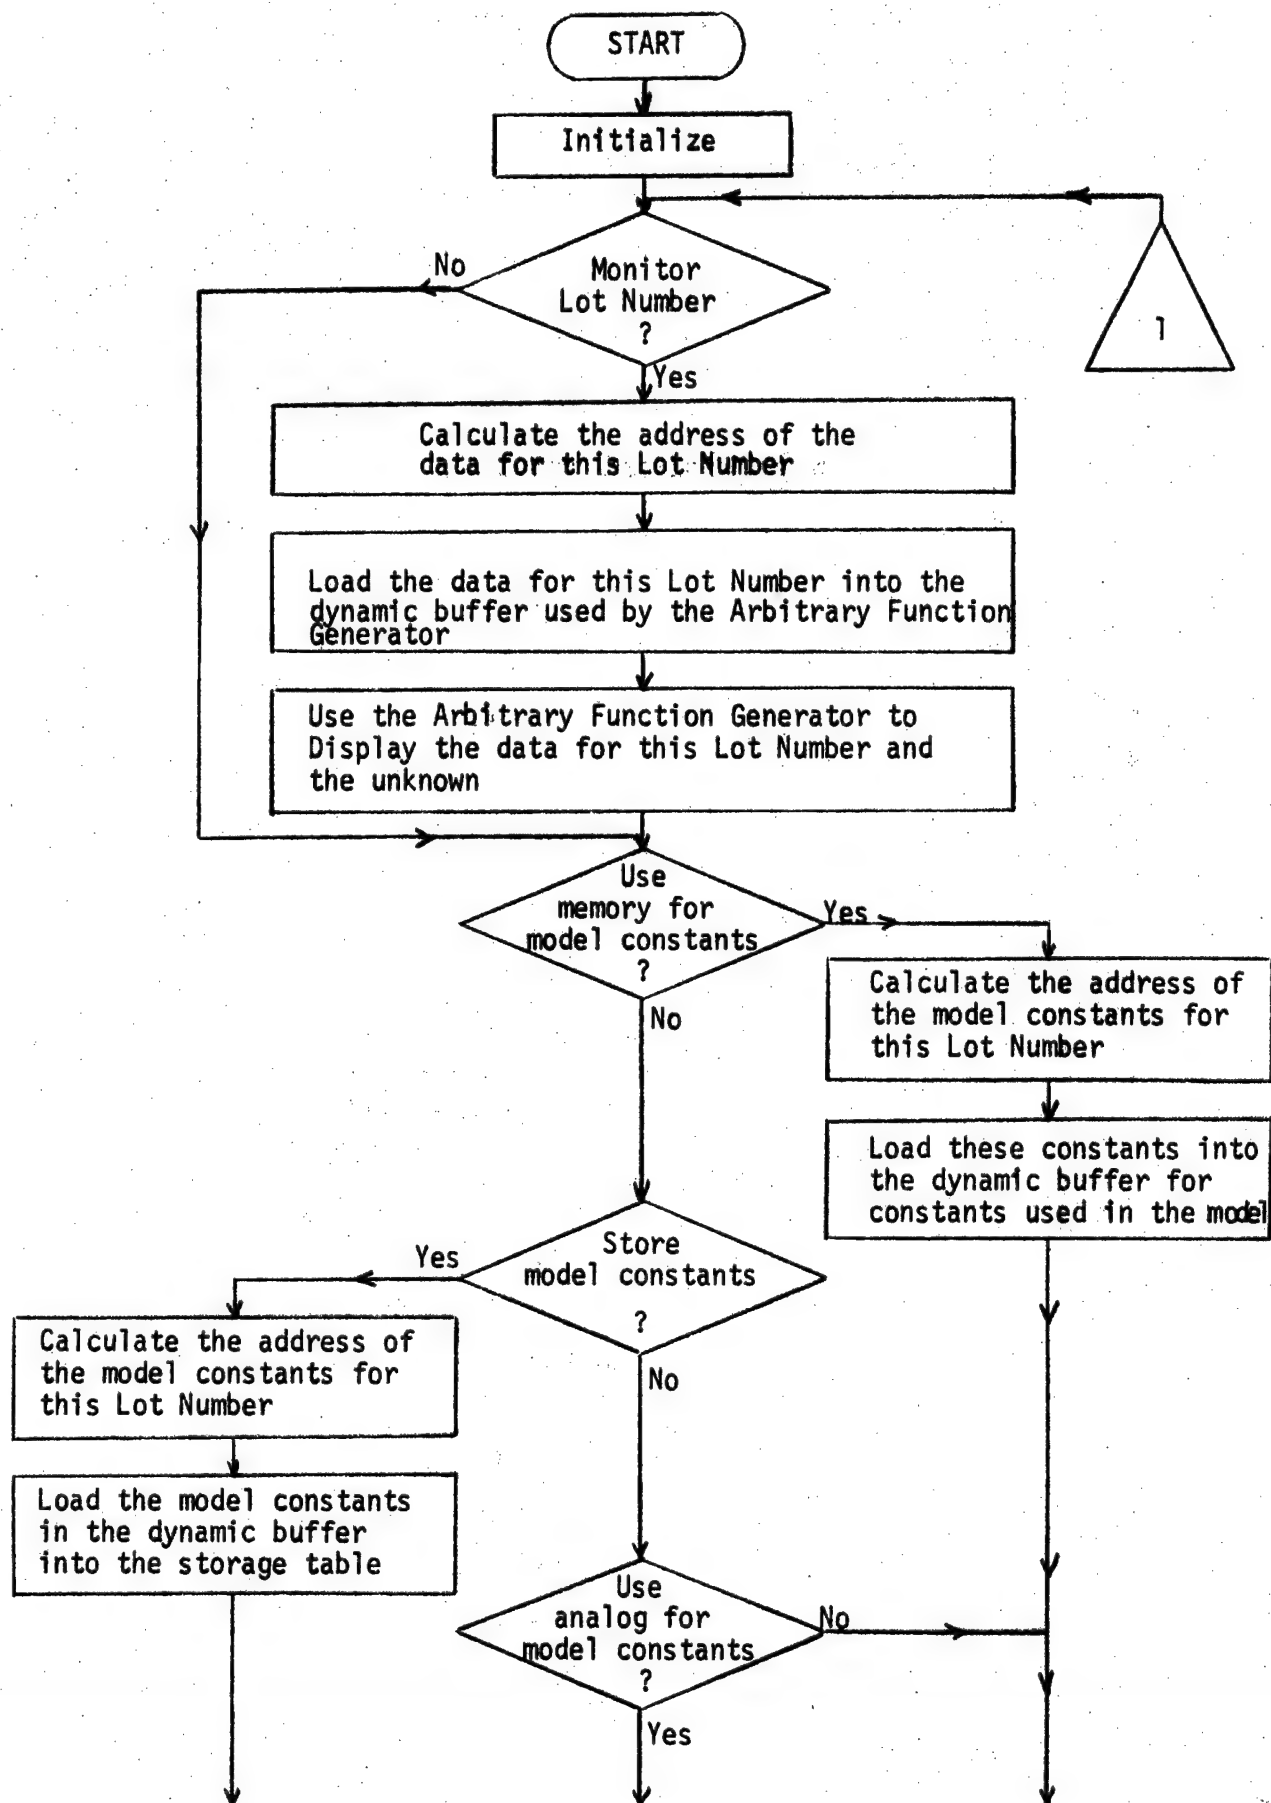 START
Initialize
No
Monitor
Lot Number
?
1
Yes
Calculate the address of the
data for this Lot Number
Load the data for this Lot Number into the
dynamic buffer used by the Arbitrary Function
Generator
Use the Arbitrary Function Generator to
Display the data for this Lot Number and
the unknown
Use
memory for
model constants
?
Yes
No
Calculate the address of
the model constants for
this Lot Number
Load these constants into
the dynamic buffer for
constants used in the model
Store
model constants
?
Yes
No
Calculate the address of
the model constants for
this Lot Number
Load the model constants
in the dynamic buffer
into the storage table
Use
analog for
model constants
?
No
Yes